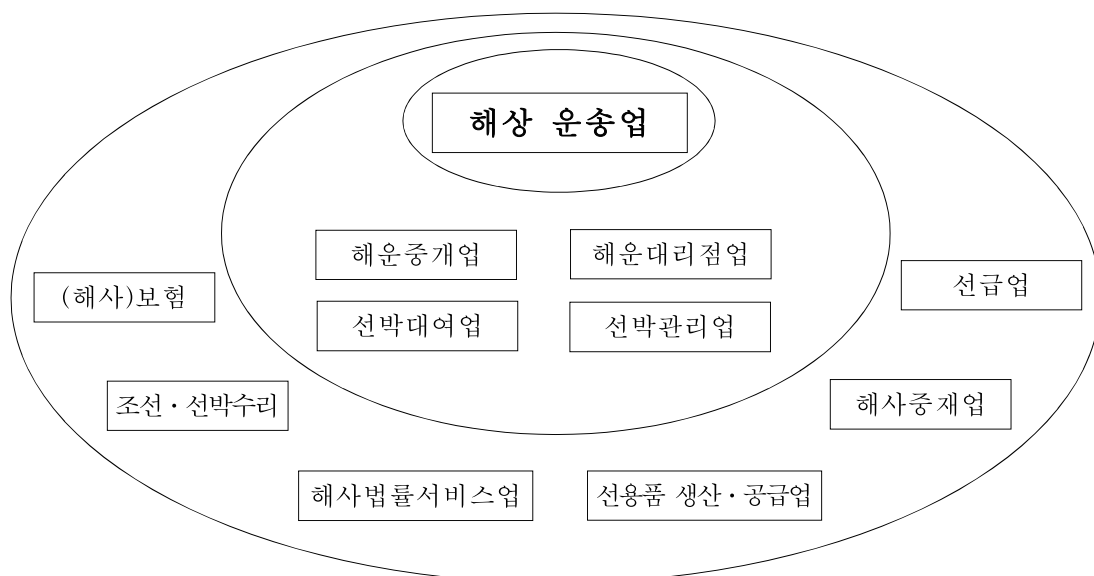 해상 운송업
해운중개업
해운대리점업
(해사)보험
선급업
선박대여업
선박관리업
조선·선박수리
해사중재업
해사법률서비스업
선용품 생산·공급업